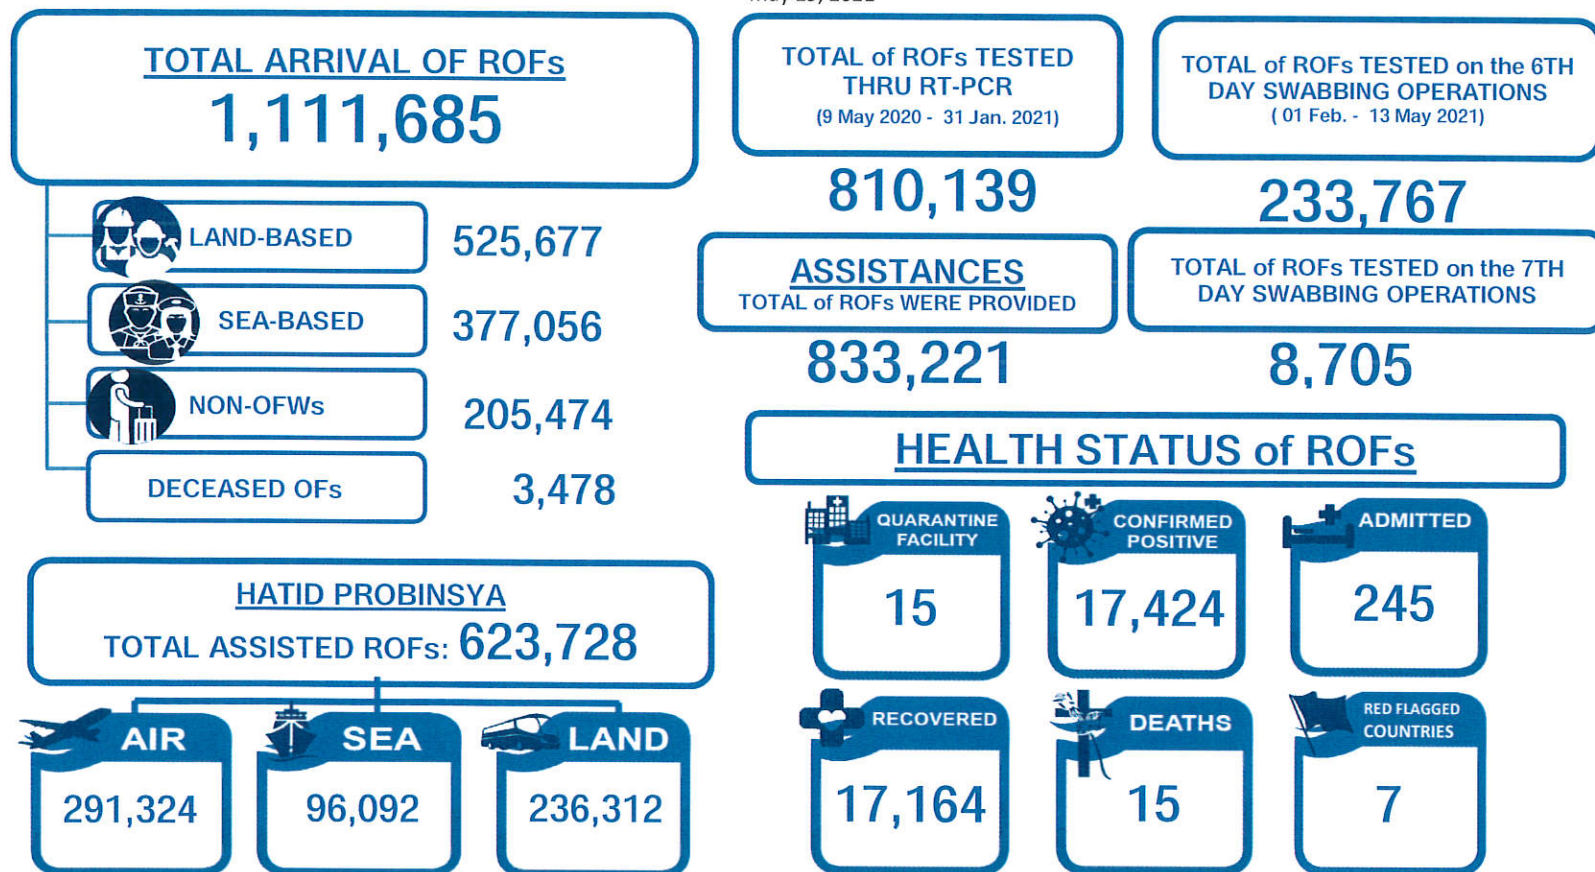 TOTAL ARRIVAL OF ROFs
1,111,685
LAND-BASED
525,677
SEA-BASED
377,056
NON-OFWs
205,474
DECEASED OFs
3,478
HATID PROBINSYA
TOTAL ASSISTED ROFs: 623,728
AIR
291,324
SEA
96,092
LAND
236,312
TOTAL of ROFs TESTED
THRU RT-PCR
(9 May 2020 - 31 Jan. 2021)
810,139
TOTAL of ROFs TESTED on the 6TH
DAY SWABBING OPERATIONS
( 01 Feb. - 13 May 2021)
233,767
ASSISTANCES
TOTAL of ROFs WERE PROVIDED
833,221
TOTAL of ROFs TESTED on the 7TH
DAY SWABBING OPERATIONS
8,705
HEALTH STATUS of ROFs
QUARANTINE
FACILITY
15
CONFIRMED
POSITIVE
17,424
ADMITTED
245
RECOVERED
17,164
DEATHS
15
RED FLAGGED
COUNTRIES
7